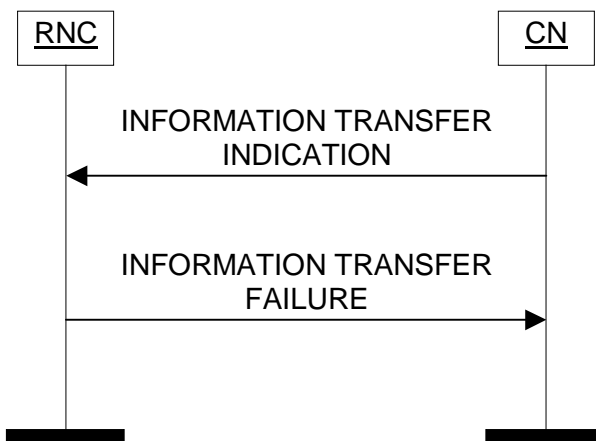 RNC
CN
INFORMATION TRANSFER
INDICATION
INFORMATION TRANSFER
FAILURE